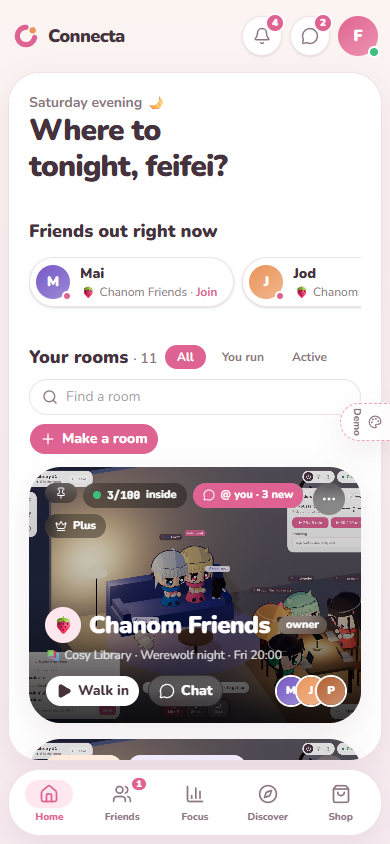 Connecta
4
2
F
Saturday evening 🌙
Where to
tonight, feifei?
Friends out right now
M
Mai
🍓 Chanom Friends · Join
J
Jod
🍓 Chanom
Your rooms · 11
All
You run
Active
Find a room
Demo
+ Make a room
3/100 inside
@ you · 3 new
Plus
🍓 Chanom Friends owner
Cosy Library · Werewolf night · Fri 20:00
Walk in
Chat
M J P
1
Home
Friends
Focus
Discover
Shop